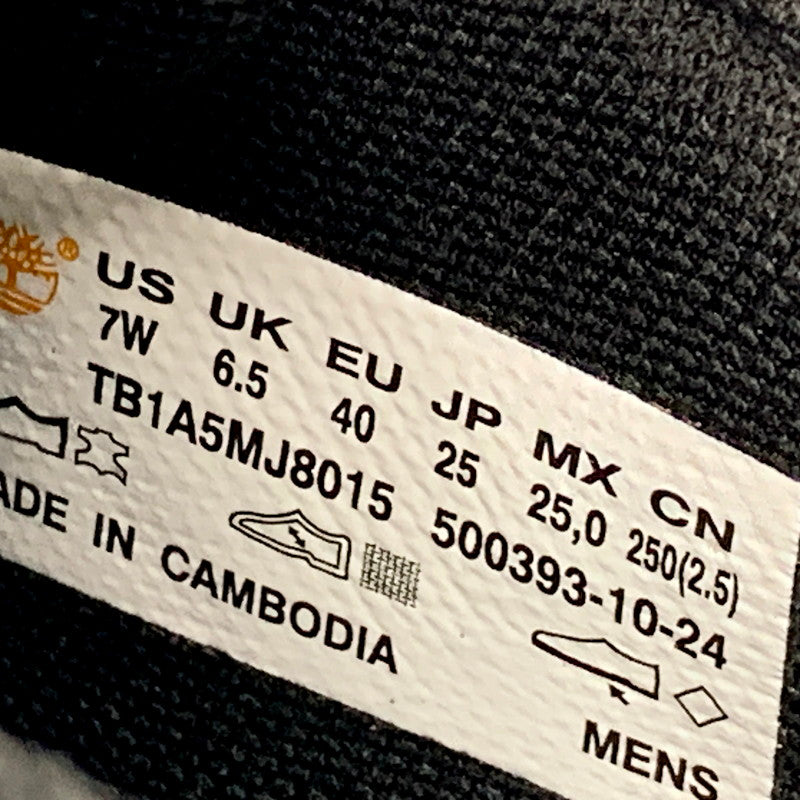 ®
US UK EU JP MX CN
7W 6.5 40 25 25,0 250(2.5)
TB1A5MJ8015 500393-10-24
ADE IN CAMBODIA
MENS